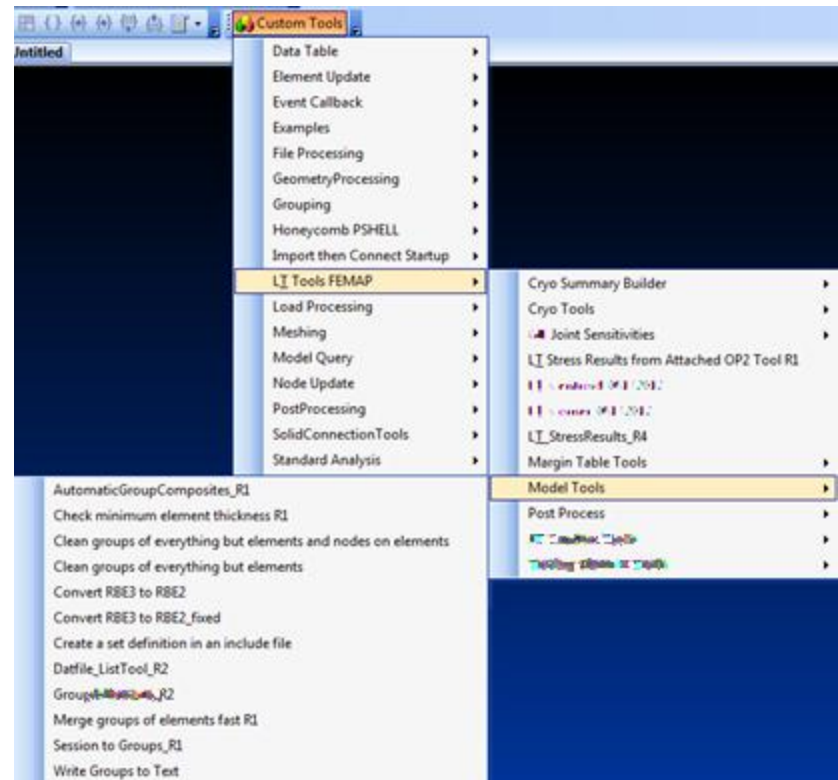 Custom Tools
Untitled
Data Table
Element Update
Event Callback
Examples
File Processing
GeometryProcessing
Grouping
Honeycomb PSHELL
Import then Connect Startup
LT Tools FEMAP
Load Processing
Meshing
Model Query
Node Update
PostProcessing
SolidConnectionTools
Standard Analysis
Cryo Summary Builder
Cryo Tools
Joint Sensitivities
LT Stress Results from Attached OP2 Tool R1
LT_StressResults_R4
Margin Table Tools
Model Tools
Post Process
AutomaticGroupComposites_R1
Check minimum element thickness R1
Clean groups of everything but elements and nodes on elements
Clean groups of everything but elements
Convert RBE3 to RBE2
Convert RBE3 to RBE2_fixed
Create a set definition in an include file
Datfile_ListTool_R2
Merge groups of elements fast R1
Session to Groups_R1
Write Groups to Text